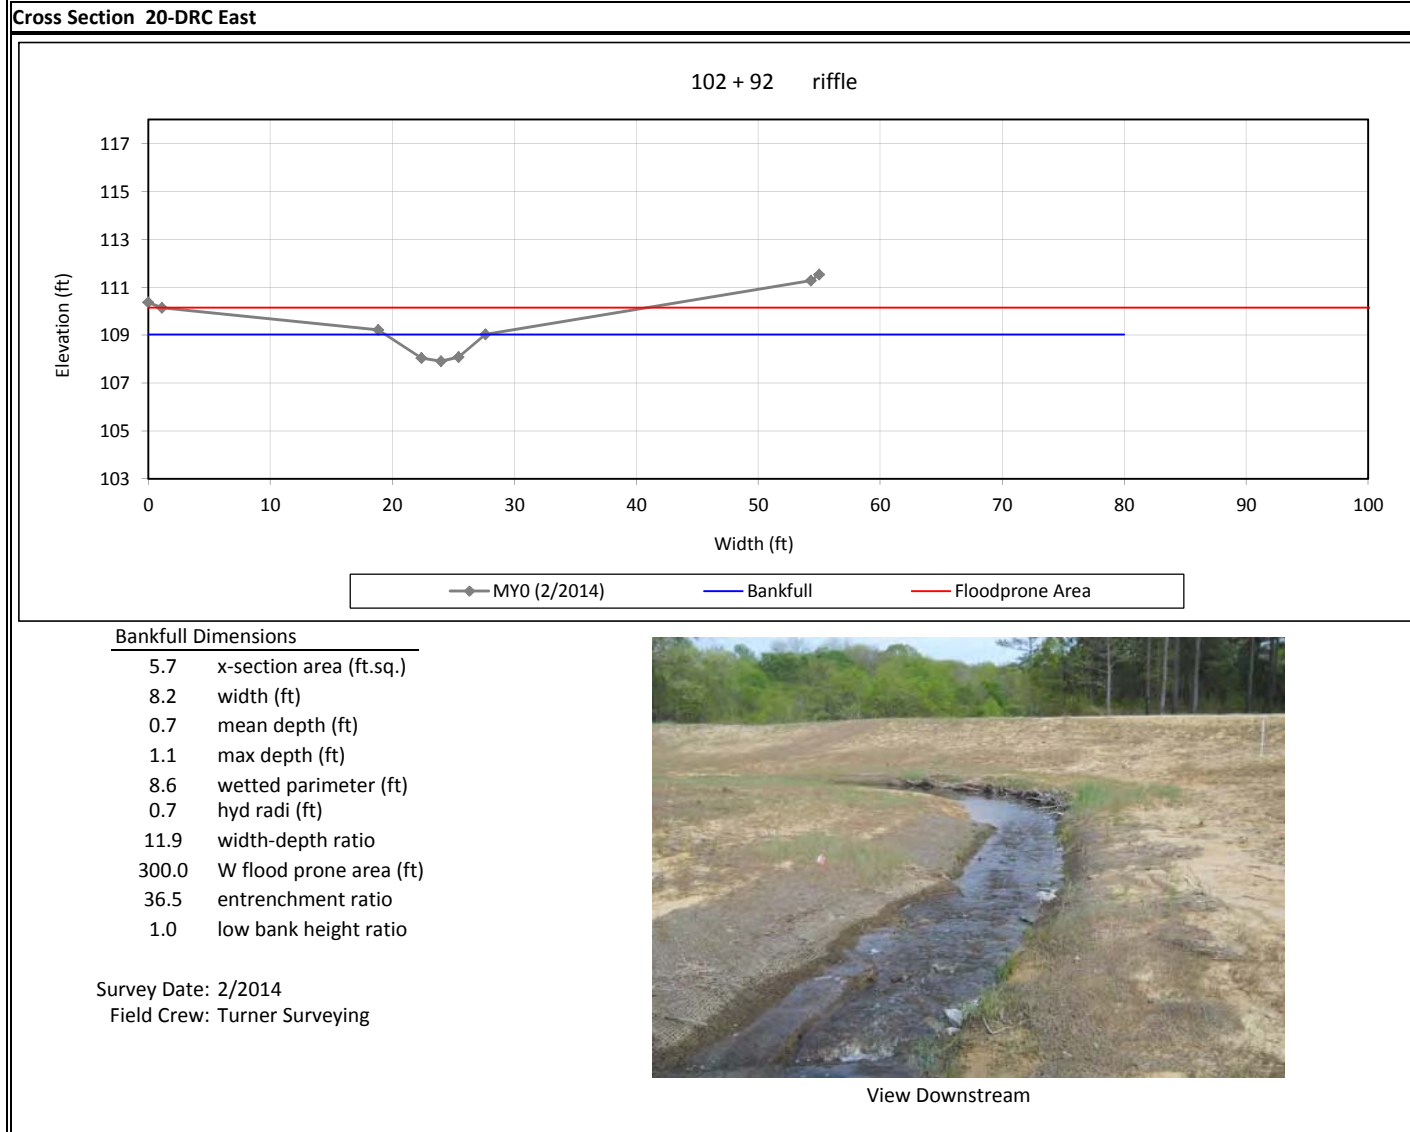 Cross Section 20-DRC East
102 + 92 riffle
117
115
113
111
109
107
105
103
Elevation (ft)
0 10 20 30 40 50 60 70 80 90 100
Width (ft)
MY0 (2/2014) Bankfull Floodprone Area
Bankfull Dimensions
5.7 x-section area (ft.sq.)
8.2 width (ft)
0.7 mean depth (ft)
1.1 max depth (ft)
8.6 wetted parimeter (ft)
0.7 hyd radi (ft)
11.9 width-depth ratio
300.0 W flood prone area (ft)
36.5 entrenchment ratio
1.0 low bank height ratio
Survey Date: 2/2014
Field Crew: Turner Surveying
View Downstream